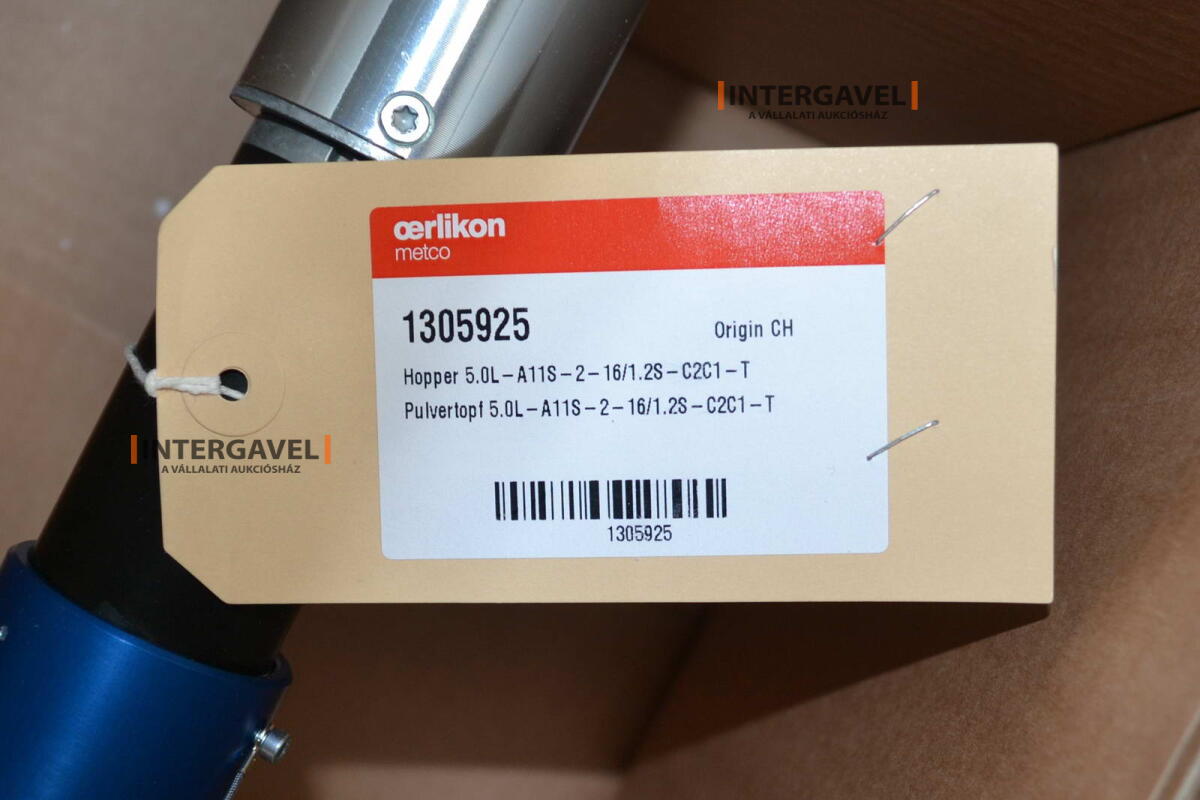 INTERGAVEL
A VÁLLALATI AUKCIÓSHÁZ
œrlikon
metco
1305925
Origin CH
Hopper 5.0L-A11S-2-16/1.2S-C2C1-T
Pulvertopf 5.0L-A11S-2-16/1.2S-C2C1-T
INTERGAVEL
A VÁLLALATI AUKCIÓSHÁZ
1305925